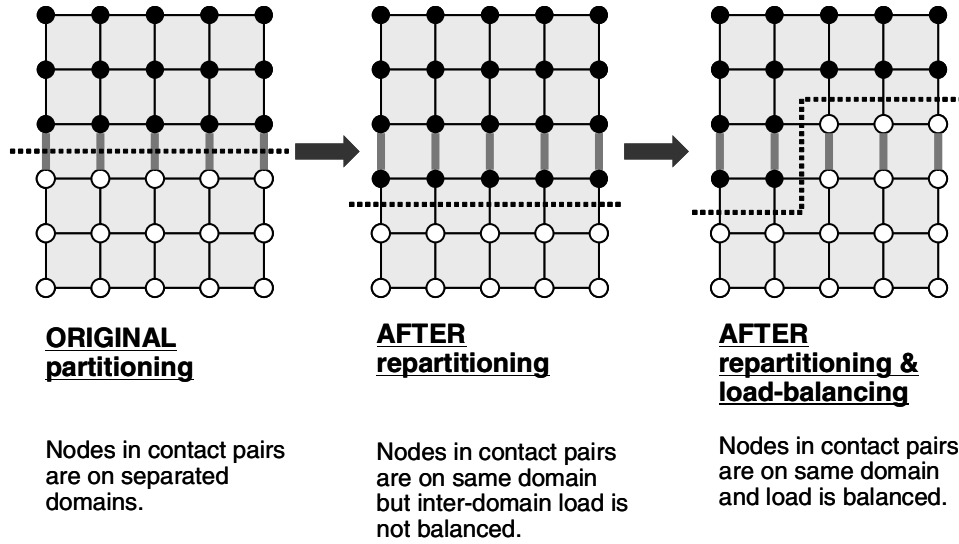 ORIGINAL
partitioning
Nodes in contact pairs
are on separated
domains.
AFTER
repartitioning
Nodes in contact pairs
are on same domain
but inter-domain load is
not balanced.
AFTER
repartitioning &
load-balancing
Nodes in contact pairs
are on same domain
and load is balanced.